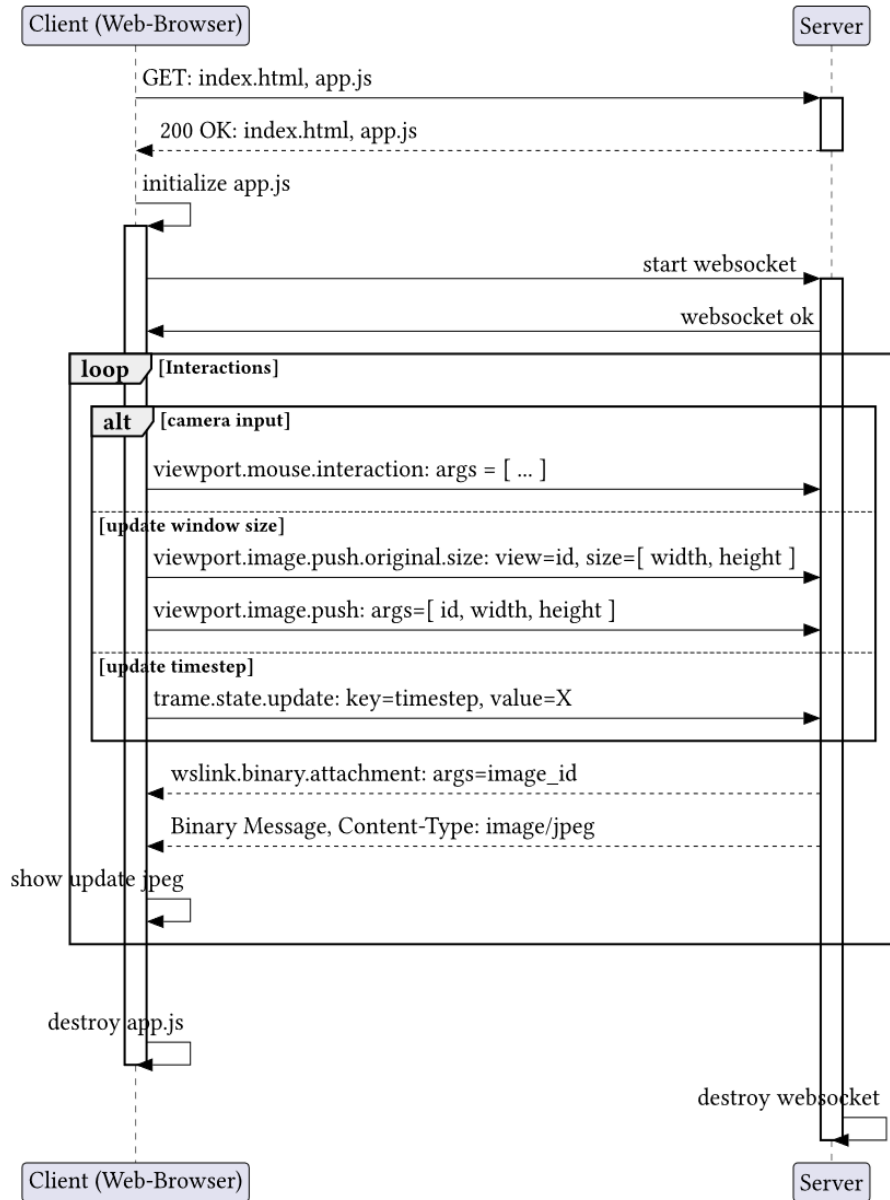 Client (Web-Browser)
Server
GET: index.html, app.js
200 OK: index.html, app.js
initialize app.js
start websocket
websocket ok
loop [Interactions]
alt [camera input]
viewport.mouse.interaction: args = [ ... ]
[update window size]
viewport.image.push.original.size: view=id, size=[ width, height ]
viewport.image.push: args=[ id, width, height ]
[update timestep]
trame.state.update: key=timestep, value=X
wslink.binary.attachment: args=image_id
Binary Message, Content-Type: image/jpeg
show update jpeg
destroy app.js
destroy websocket
Client (Web-Browser)
Server